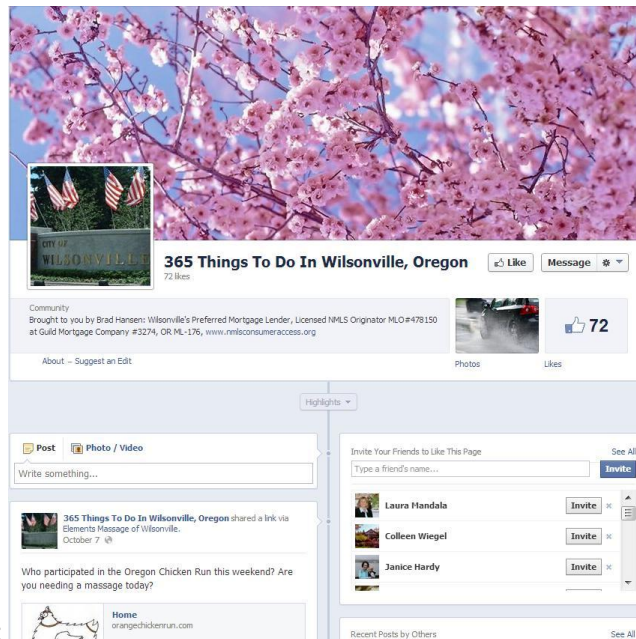 CITY OF
WILSONVILLE
365 Things To Do In Wilsonville, Oregon
72 likes
Like
Message
Community
Brought to you by Brad Hansen: Wilsonville's Preferred Mortgage Lender, Licensed NMLS Originator MLO#478150
at Guild Mortgage Company #3274, OR ML-176, www.nmlsconsumeraccess.org
72
About – Suggest an Edit
Photos
Likes
Highlights
Post
Photo / Video
Write something...
365 Things To Do In Wilsonville, Oregon shared a link via
Elements Massage of Wilsonville.
October 7
Who participated in the Oregon Chicken Run this weekend? Are
you needing a massage today?
Home
orangechickenrun.com
Invite Your Friends to Like This Page
See All
Type a friend's name...
Invite
Laura Mandala
Invite
Colleen Wiegel
Invite
Janice Hardy
Invite
Recent Posts by Others
See All